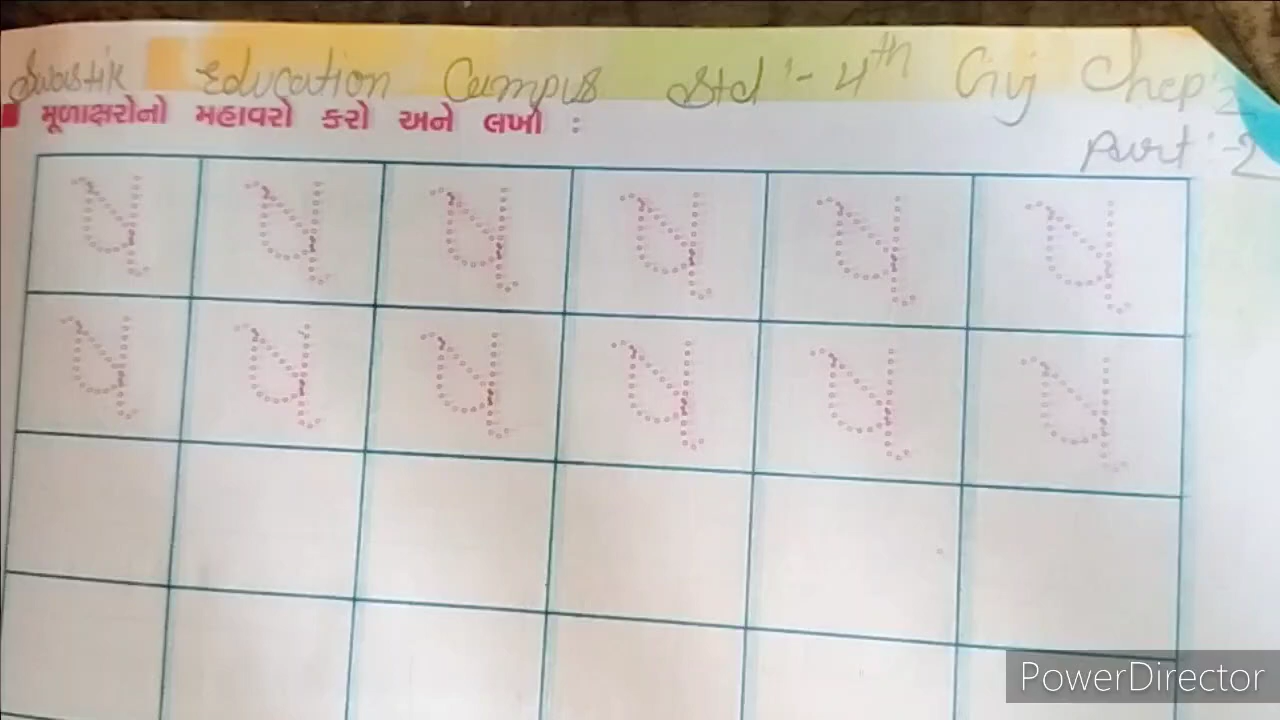 Swastik Education Campus Std :- 4th Guj Chep: 2
Part :- 2
મૂળાક્ષરોનો મહાવરો કરો અને લખો :
પ પ પ પ પ પ
પ પ પ પ પ પ
PowerDirector